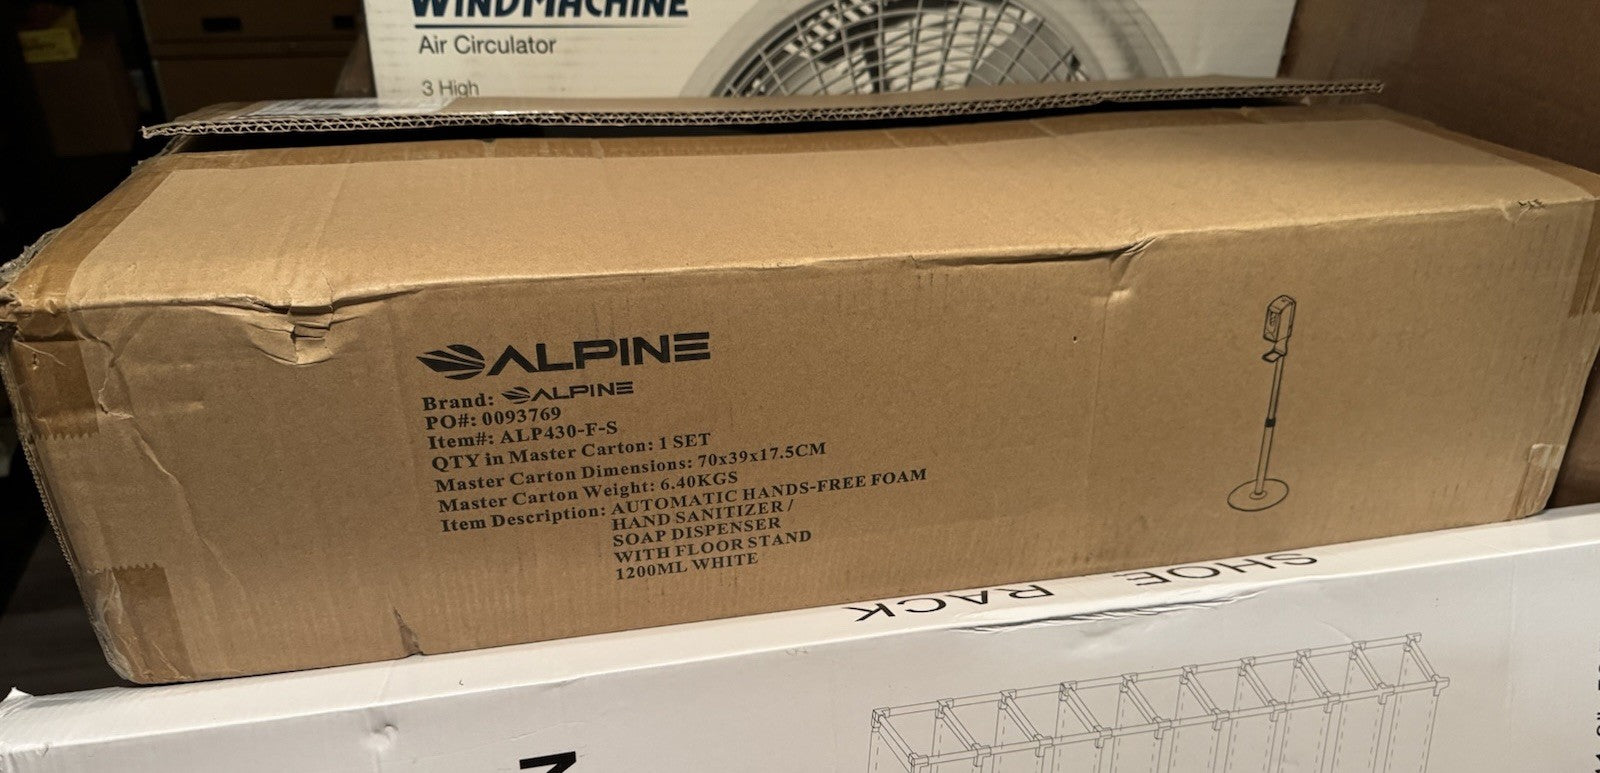 WINDMACHINE
Air Circulator
3 High
ALPINE
Brand: ALPINE
PO#: 0093769
Item#: ALP430-F-S
QTY in Master Carton: 1 SET
Master Carton Dimensions: 70x39x17.5CM
Master Carton Weight: 6.40KGS
Item Description: AUTOMATIC HANDS-FREE FOAM
HAND SANITIZER /
SOAP DISPENSER
WITH FLOOR STAND
1200ML WHITE
SHOE RACK